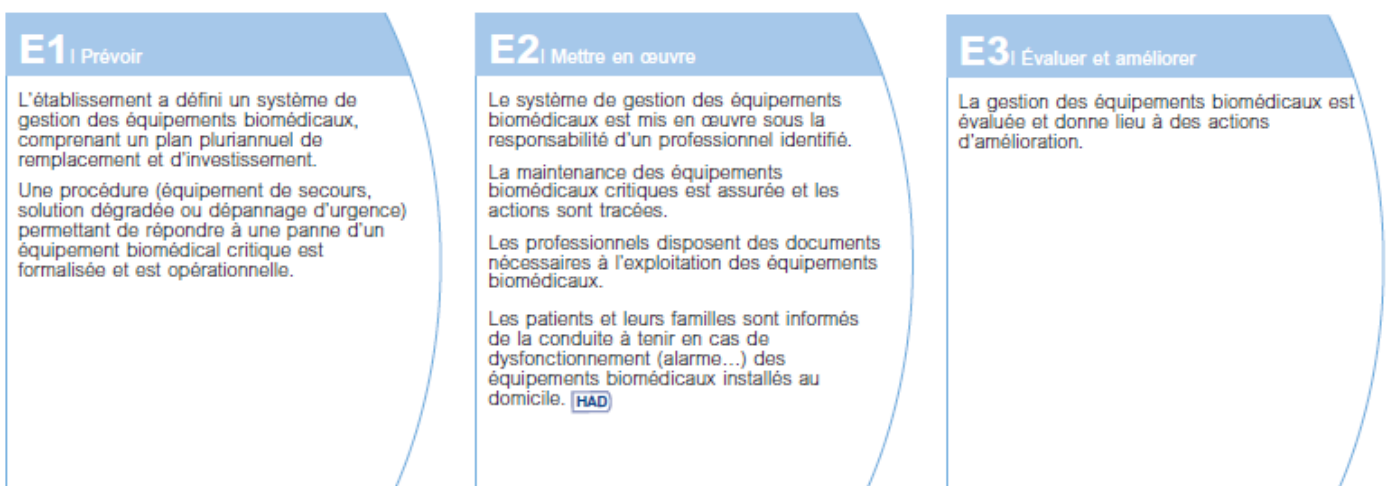 E1 | Prévoir
L'établissement a défini un système de
gestion des équipements biomédicaux,
comprenant un plan pluriannuel de
remplacement et d'investissement.
Une procédure (équipement de secours,
solution dégradée ou dépannage d'urgence)
permettant de répondre à une panne d'un
équipement biomédical critique est
formalisée et est opérationnelle.
E2 | Mettre en œuvre
Le système de gestion des équipements
biomédicaux est mis en œuvre sous la
responsabilité d'un professionnel identifié.
La maintenance des équipements
biomédicaux critiques est assurée et les
actions sont tracées.
Les professionnels disposent des documents
nécessaires à l'exploitation des équipements
biomédicaux.
Les patients et leurs familles sont informés
de la conduite à tenir en cas de
dysfonctionnement (alarme…) des
équipements biomédicaux installés au
domicile. HAD
E3 | Évaluer et améliorer
La gestion des équipements biomédicaux est
évaluée et donne lieu à des actions
d'amélioration.